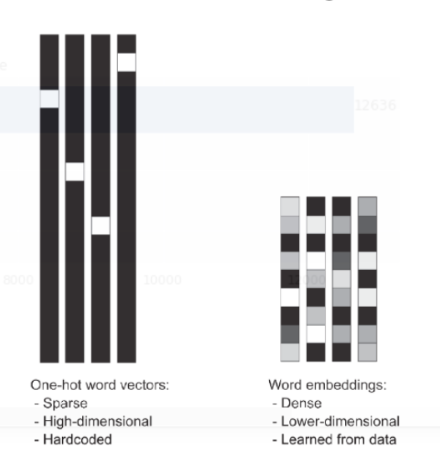 e
12636
8000
10000
One-hot word vectors:
- Sparse
- High-dimensional
- Hardcoded
Word embeddings:
- Dense
- Lower-dimensional
- Learned from data